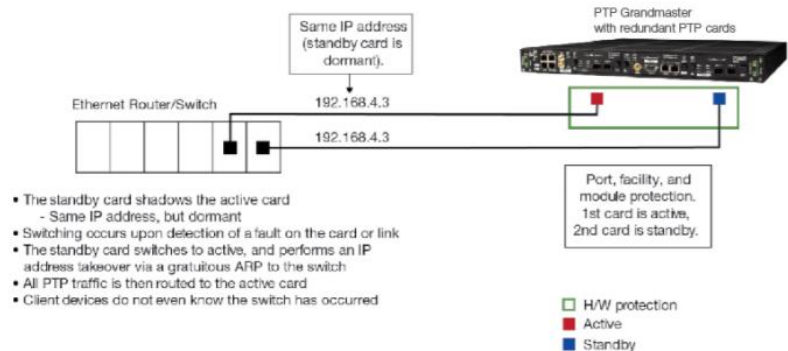 PTP Grandmaster
with redundant PTP cards
Same IP address
(standby card is
dormant).
Ethernet Router/Switch
192.168.4.3
192.168.4.3
Port, facility, and
module protection.
1st card is active,
2nd card is standby.
▪ The standby card shadows the active card
- Same IP address, but dormant
▪ Switching occurs upon detection of a fault on the card or link
▪ The standby card switches to active, and performs an IP
address takeover via a gratuitous ARP to the switch
▪ All PTP traffic is then routed to the active card
▪ Client devices do not even know the switch has occurred
H/W protection
Active
Standby